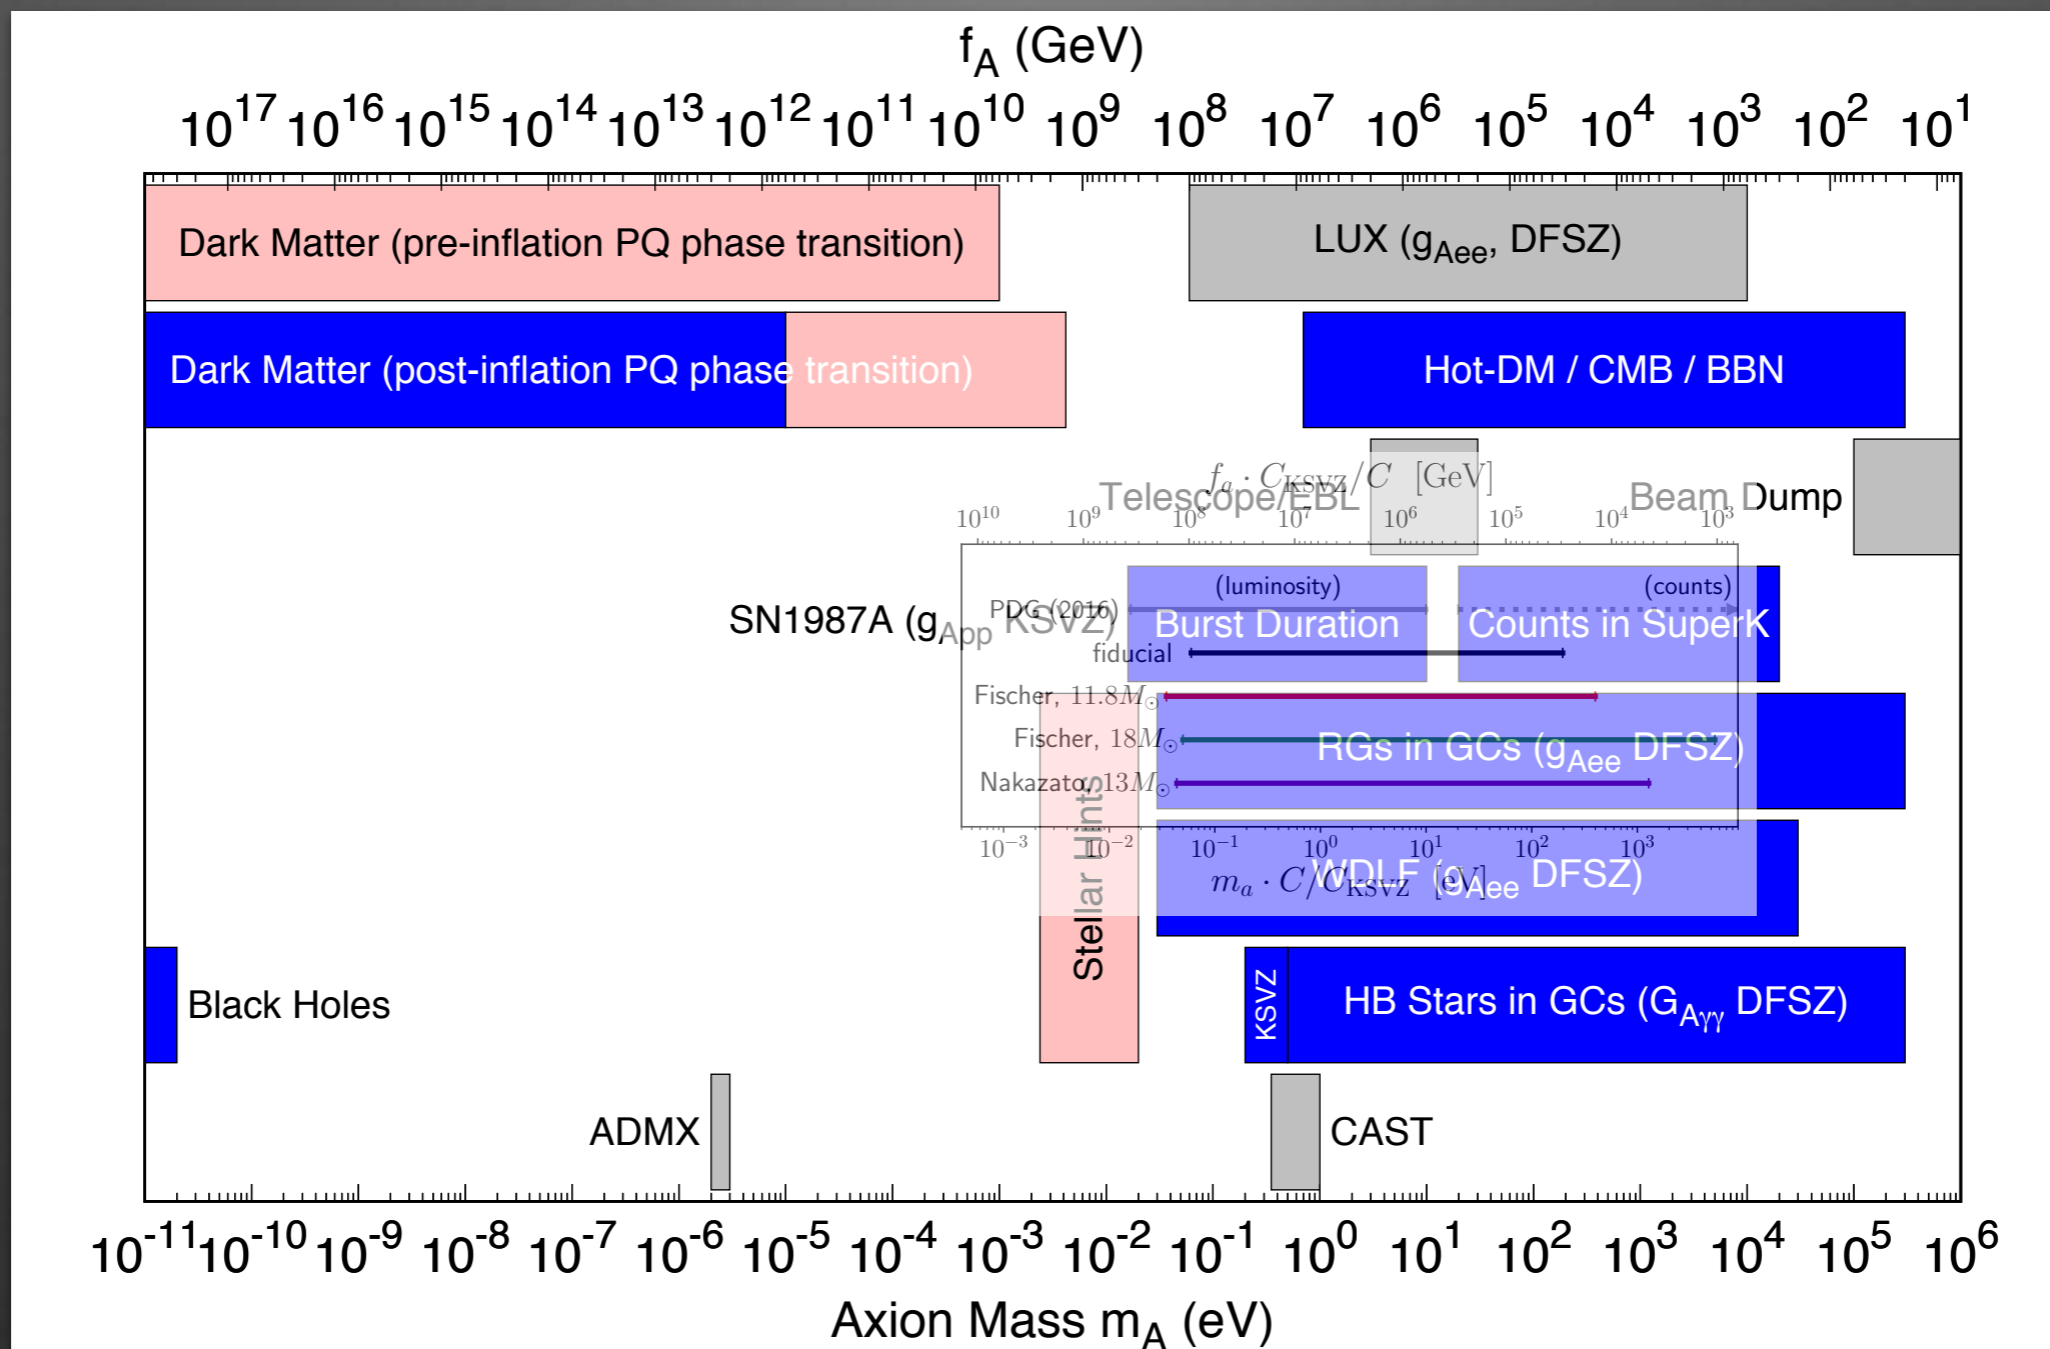 f_A (GeV)
10^17 10^16 10^15 10^14 10^13 10^12 10^11 10^10 10^9 10^8 10^7 10^6 10^5 10^4 10^3 10^2 10^1
Dark Matter (pre-inflation PQ phase transition)
LUX (g_Aee, DFSZ)
Dark Matter (post-inflation PQ phase transition)
Hot-DM / CMB / BBN
Telescope/EBL
Beam Dump
f_a · C_KSVZ/C [GeV]
10^10 10^9 10^8 10^7 10^6 10^5 10^4 10^3
SN1987A (g_App KSVZ)
Burst Duration
Counts in SuperK
(luminosity)
(counts)
PDG (2016)
fiducial
Fischer, 11.8M_⊙
Fischer, 18M_⊙
Nakazato, 13M_⊙
RGs in GCs (g_Aee DFSZ)
Stellar Hints
10^-3 10^-2 10^-1 10^0 10^1 10^2 10^3
m_a · C/C_KSVZ [eV]
WDLF (g_Aee DFSZ)
Black Holes
KSVZ
HB Stars in GCs (G_Aγγ DFSZ)
ADMX
CAST
10^-11 10^-10 10^-9 10^-8 10^-7 10^-6 10^-5 10^-4 10^-3 10^-2 10^-1 10^0 10^1 10^2 10^3 10^4 10^5 10^6
Axion Mass m_A (eV)